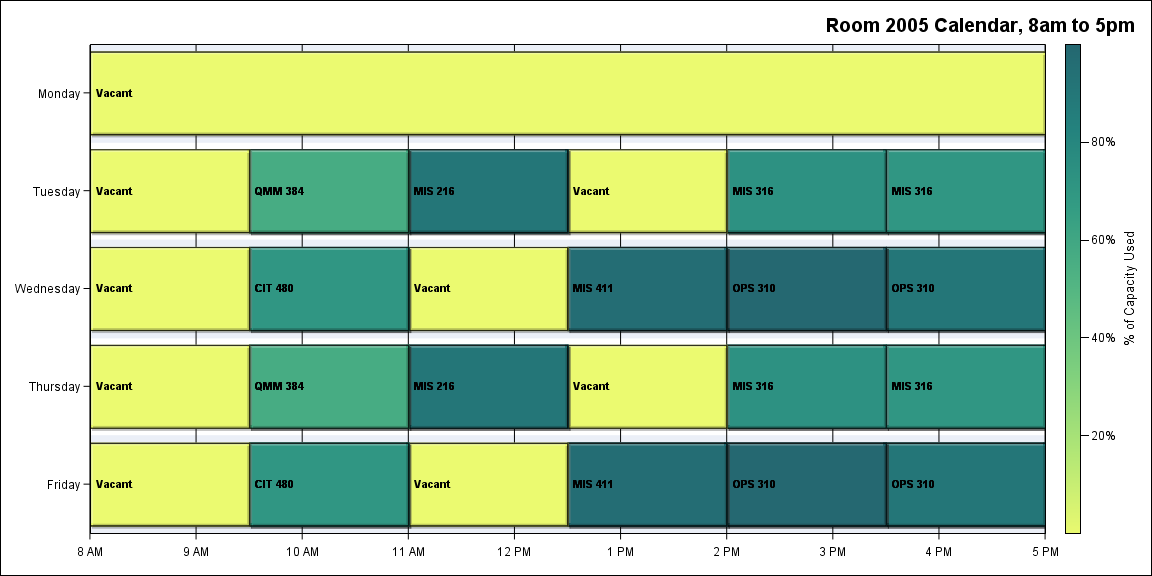 Room 2005 Calendar, 8am to 5pm
Monday
Vacant
Tuesday
Vacant
QMM 384
MIS 216
Vacant
MIS 316
MIS 316
Wednesday
Vacant
CIT 480
Vacant
MIS 411
OPS 310
OPS 310
Thursday
Vacant
QMM 384
MIS 216
Vacant
MIS 316
MIS 316
Friday
Vacant
CIT 480
Vacant
MIS 411
OPS 310
OPS 310
8 AM
9 AM
10 AM
11 AM
12 PM
1 PM
2 PM
3 PM
4 PM
5 PM
80%
60%
40%
20%
% of Capacity Used